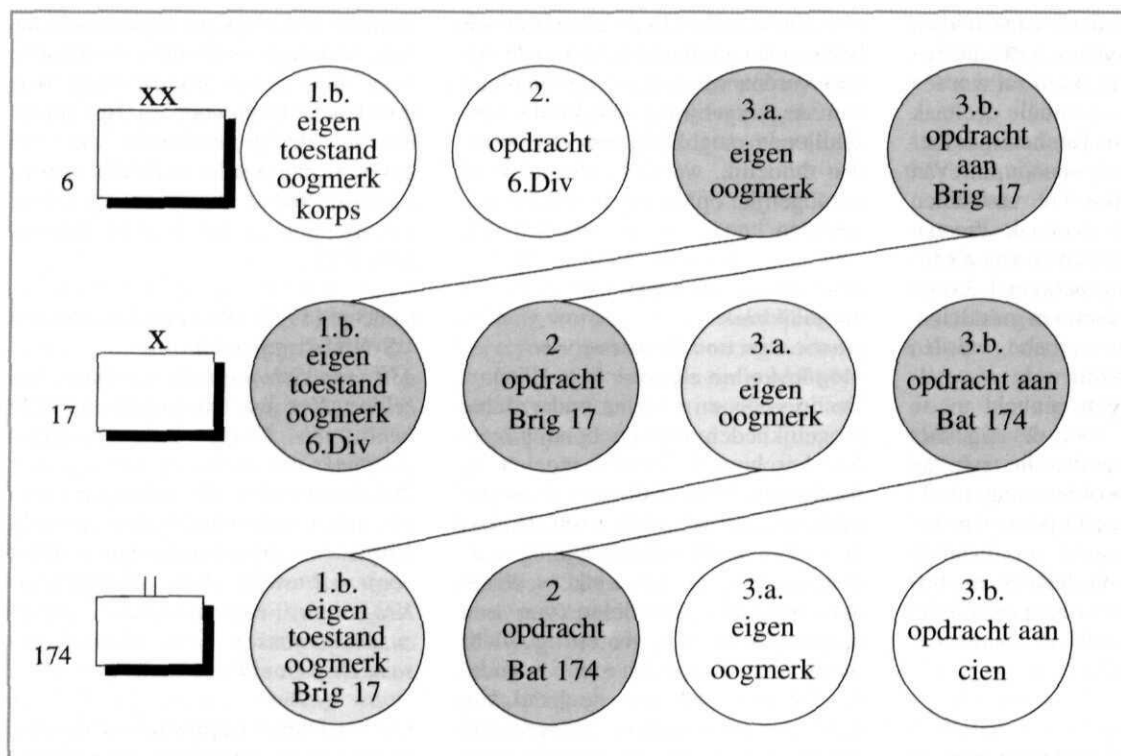 XX
6
1.b.
eigen
toestand
oogmerk
korps
2.
opdracht
6.Div
3.a.
eigen
oogmerk
3.b.
opdracht
aan
Brig 17
X
17
1.b.
eigen
toestand
oogmerk
6.Div
2
opdracht
Brig 17
3.a.
eigen
oogmerk
3.b.
opdracht aan
Bat 174
||
174
1.b.
eigen
toestand
oogmerk
Brig 17
2
opdracht
Bat 174
3.a.
eigen
oogmerk
3.b.
opdracht aan
cien